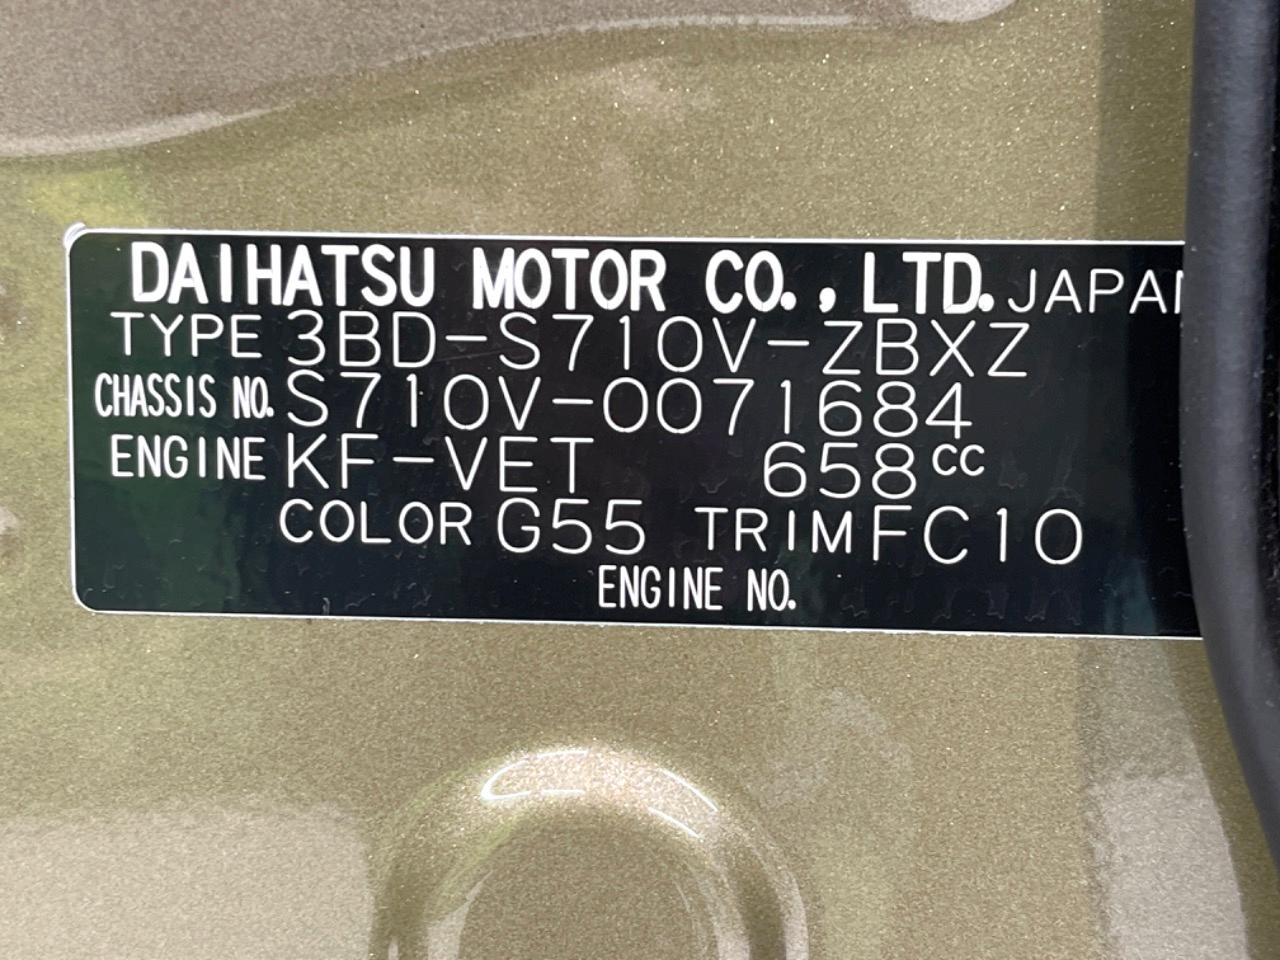 DAIHATSU MOTOR CO., LTD. JAPAN
TYPE 3BD-S710V-ZBXZ
CHASSIS NO. S710V-0071684
ENGINE KF-VET 658cc
COLOR G55 TRIM FC10
ENGINE NO.